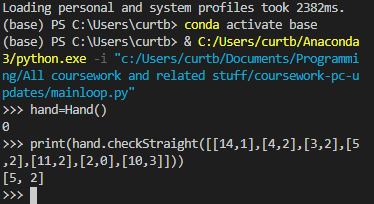 Loading personal and system profiles took 2382ms.
(base) PS C:\Users\curtb> conda activate base
(base) PS C:\Users\curtb> & C:/Users/curtb/Anaconda
3/python.exe -i "c:/Users/curtb/Documents/Programmi
ng/All coursework and related stuff/coursework-pc-u
pdates/mainloop.py"
>>> hand=Hand()
0
>>> print(hand.checkStraight([[14,1],[4,2],[3,2],[5
,2],[11,2],[2,0],[10,3]]))
[5, 2]
>>>